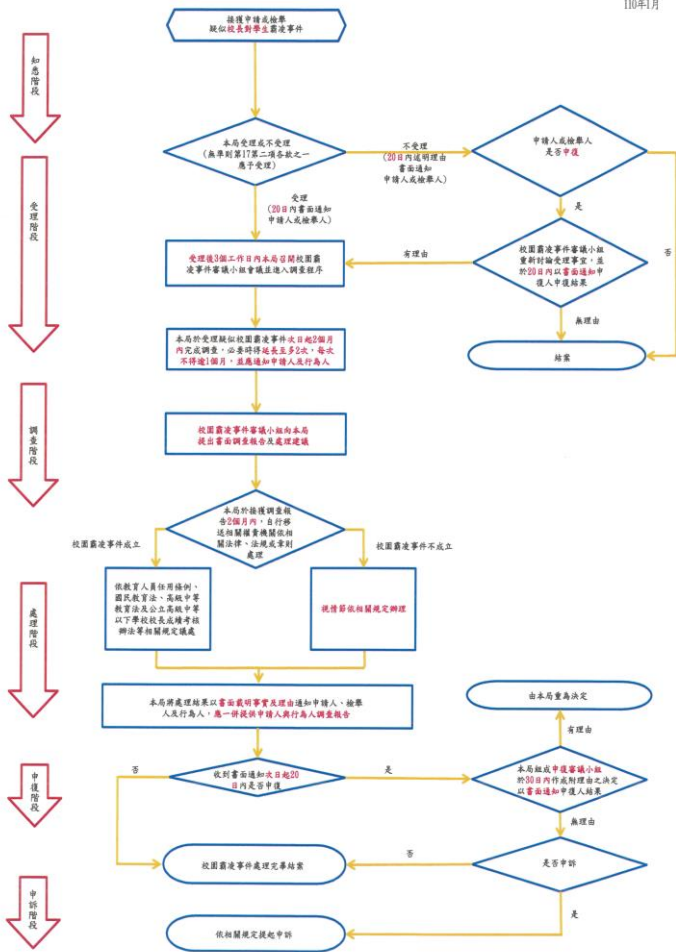 110年1月
知悉階段
接獲申請或檢舉
疑似校長對學生霸凌事件
受理階段
本局受理或不受理
(無準則第17第二項各款之一
應予受理)
不受理
(20日內述明理由
書面通知
申請人或檢舉人)
申請人或檢舉人
是否申復
是
否
受理
(20日內書面通知
申請人或檢舉人)
受理後3個工作日內本局召開校園霸
凌事件審議小組會議並進入調查程序
有理由
校園霸凌事件審議小組
重新討論受理事宜，並
於20日內以書面通知申
復人申復結果
無理由
結案
本局於受理疑似校園霸凌事件次日起2個月
內完成調查，必要時得延長至多2次，每次
不得逾1個月，並應通知申請人及行為人
調查階段
校園霸凌事件審議小組向本局
提出書面調查報告及處理建議
本局於接獲調查報
告2個月內，自行移
送相關權責機關依相
關法律、法規或章則
處理
校園霸凌事件成立
校園霸凌事件不成立
處理階段
依教育人員任用條例、
國民教育法、高級中等
教育法及公立高級中等
以下學校校長成績考核
辦法等相關規定議處
視情節依相關規定辦理
本局將處理結果以書面載明事實及理由通知申請人、檢舉
人及行為人，應一併提供申請人與行為人調查報告
由本局重為決定
有理由
申復階段
收到書面通知次日起20
日內是否申復
否
是
本局組成申復審議小組
於30日內作成附理由之決定
以書面通知申復人結果
無理由
校園霸凌事件處理完畢結案
否
是否申訴
是
申訴階段
依相關規定提起申訴